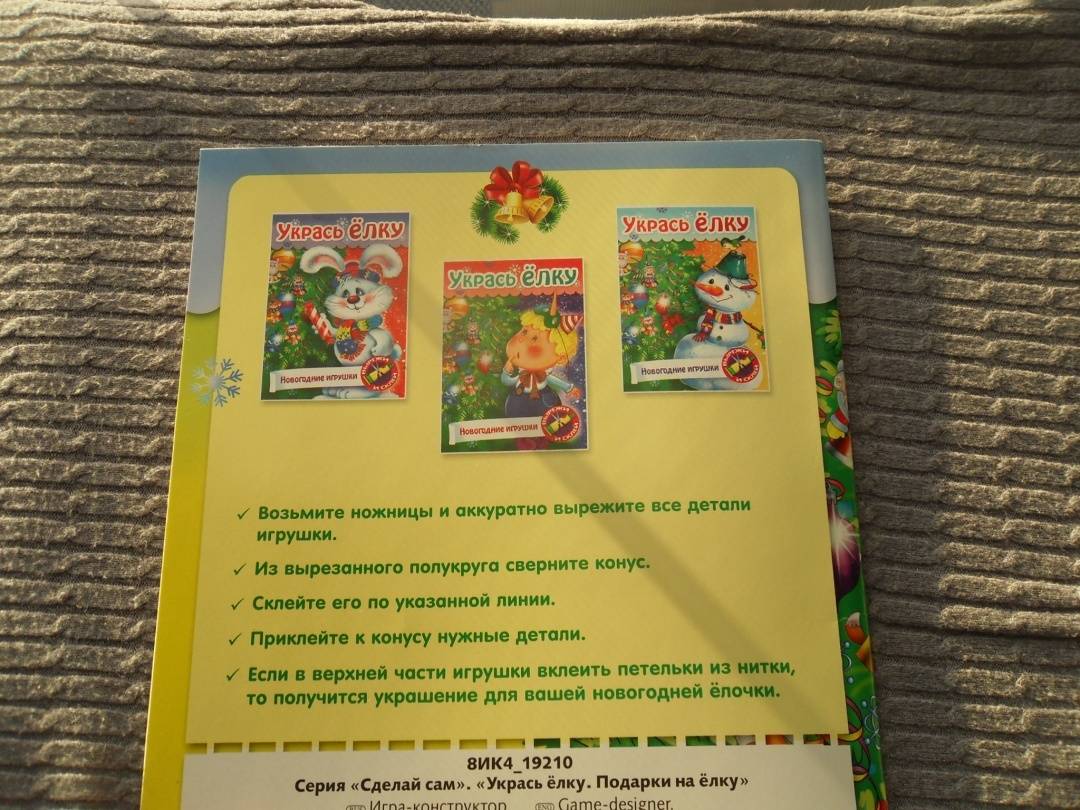 Укрась ёлку
Новогодние игрушки
Укрась ёлку
Новогодние игрушки
Укрась ёлку
Новогодние игрушки
✓ Возьмите ножницы и аккуратно вырежите все детали
игрушки.
✓ Из вырезанного полукруга сверните конус.
✓ Склейте его по указанной линии.
✓ Приклейте к конусу нужные детали.
✓ Если в верхней части игрушки вклеить петельки из нитки,
то получится украшение для вашей новогодней ёлочки.
8ИК4_19210
Серия «Сделай сам». «Укрась ёлку. Подарки на ёлку»
RUS Игра-конструктор. ENG Game-designer.